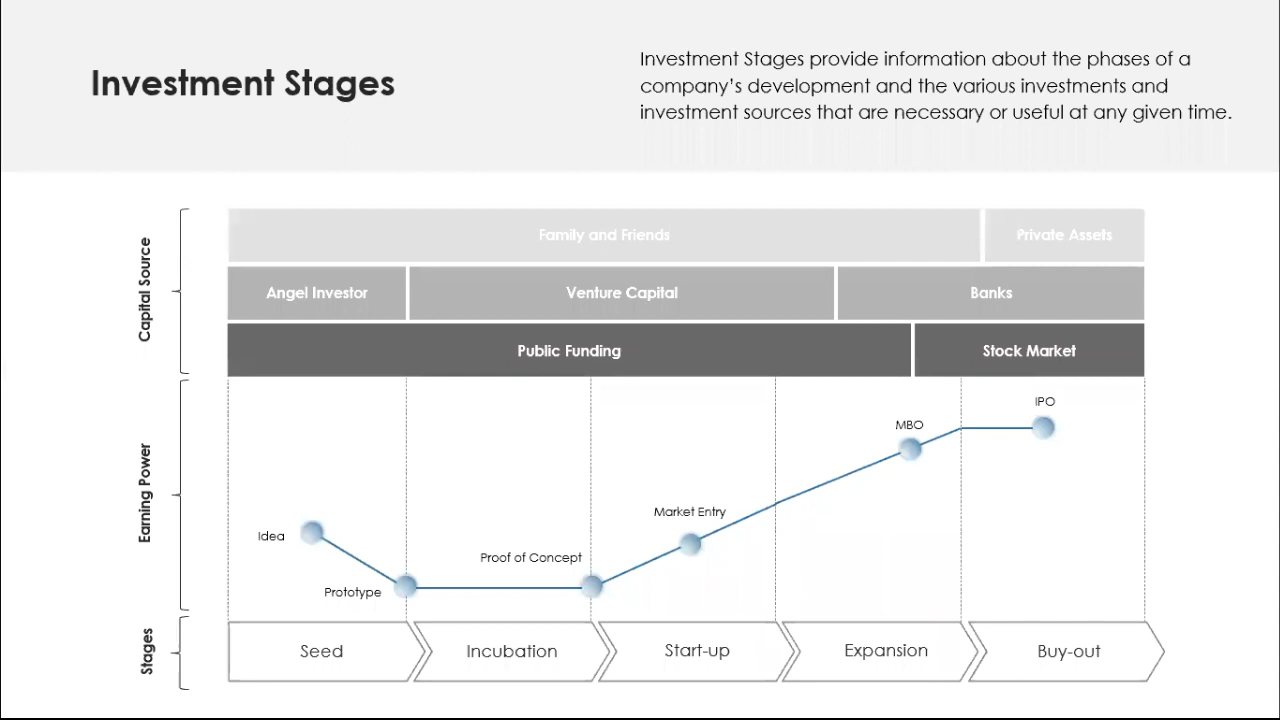 Investment Stages
Investment Stages provide information about the phases of a
company's development and the various investments and
investment sources that are necessary or useful at any given time.
Capital Source
Family and Friends
Private Assets
Angel Investor
Venture Capital
Banks
Public Funding
Stock Market
Earning Power
Idea
Prototype
Proof of Concept
Market Entry
MBO
IPO
Stages
Seed
Incubation
Start-up
Expansion
Buy-out